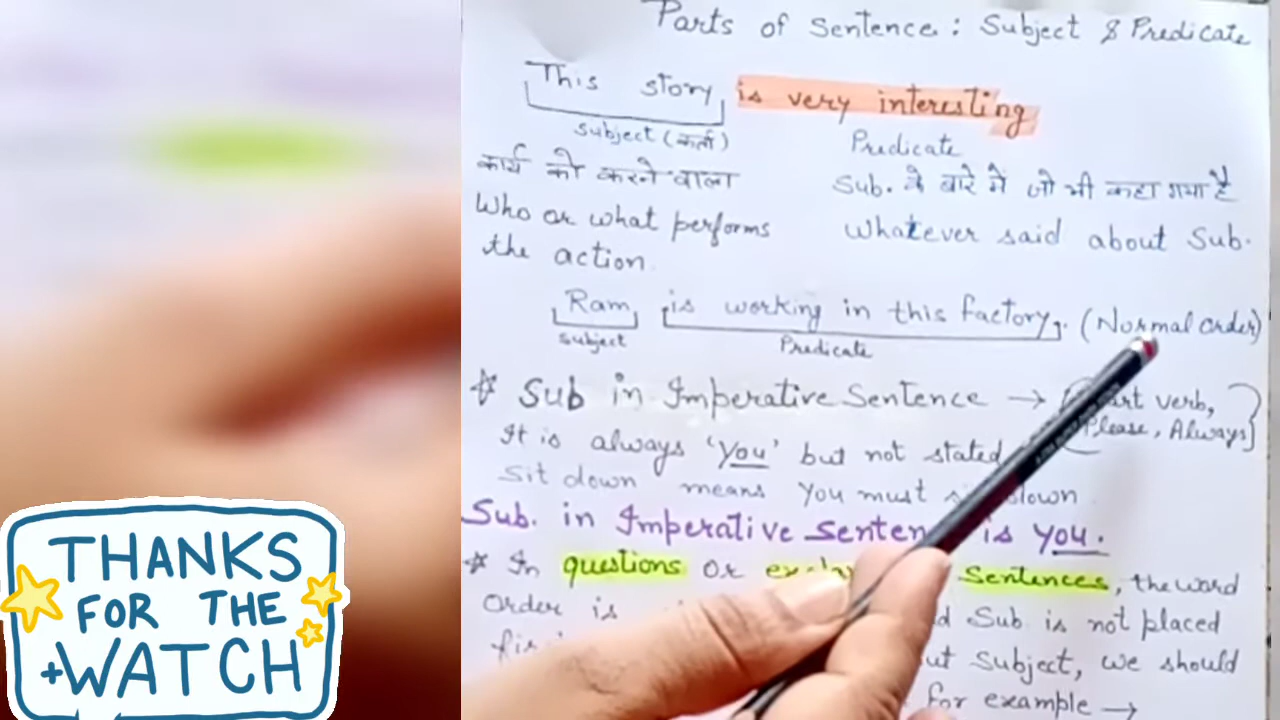 Parts of Sentence: Subject & Predicate
This story is very interesting
Subject (कर्ता) Predicate
कार्य को करने वाला
Sub. के बारे मे जो भी कहा गया है
Who or what performs
the action
Whatever said about Sub.
Ram is working in this factory. (Normal order)
Subject Predicate
☆ Sub in Imperative Sentence → verb,
Please, Always]
It is always 'You' but not stated
Sit down means You must down
Sub. in Imperative is You.
☆ In questions or Sentences, the word
Order is Sub is not placed
Subject, we should
For example →
THANKS
FOR THE
+WATCH